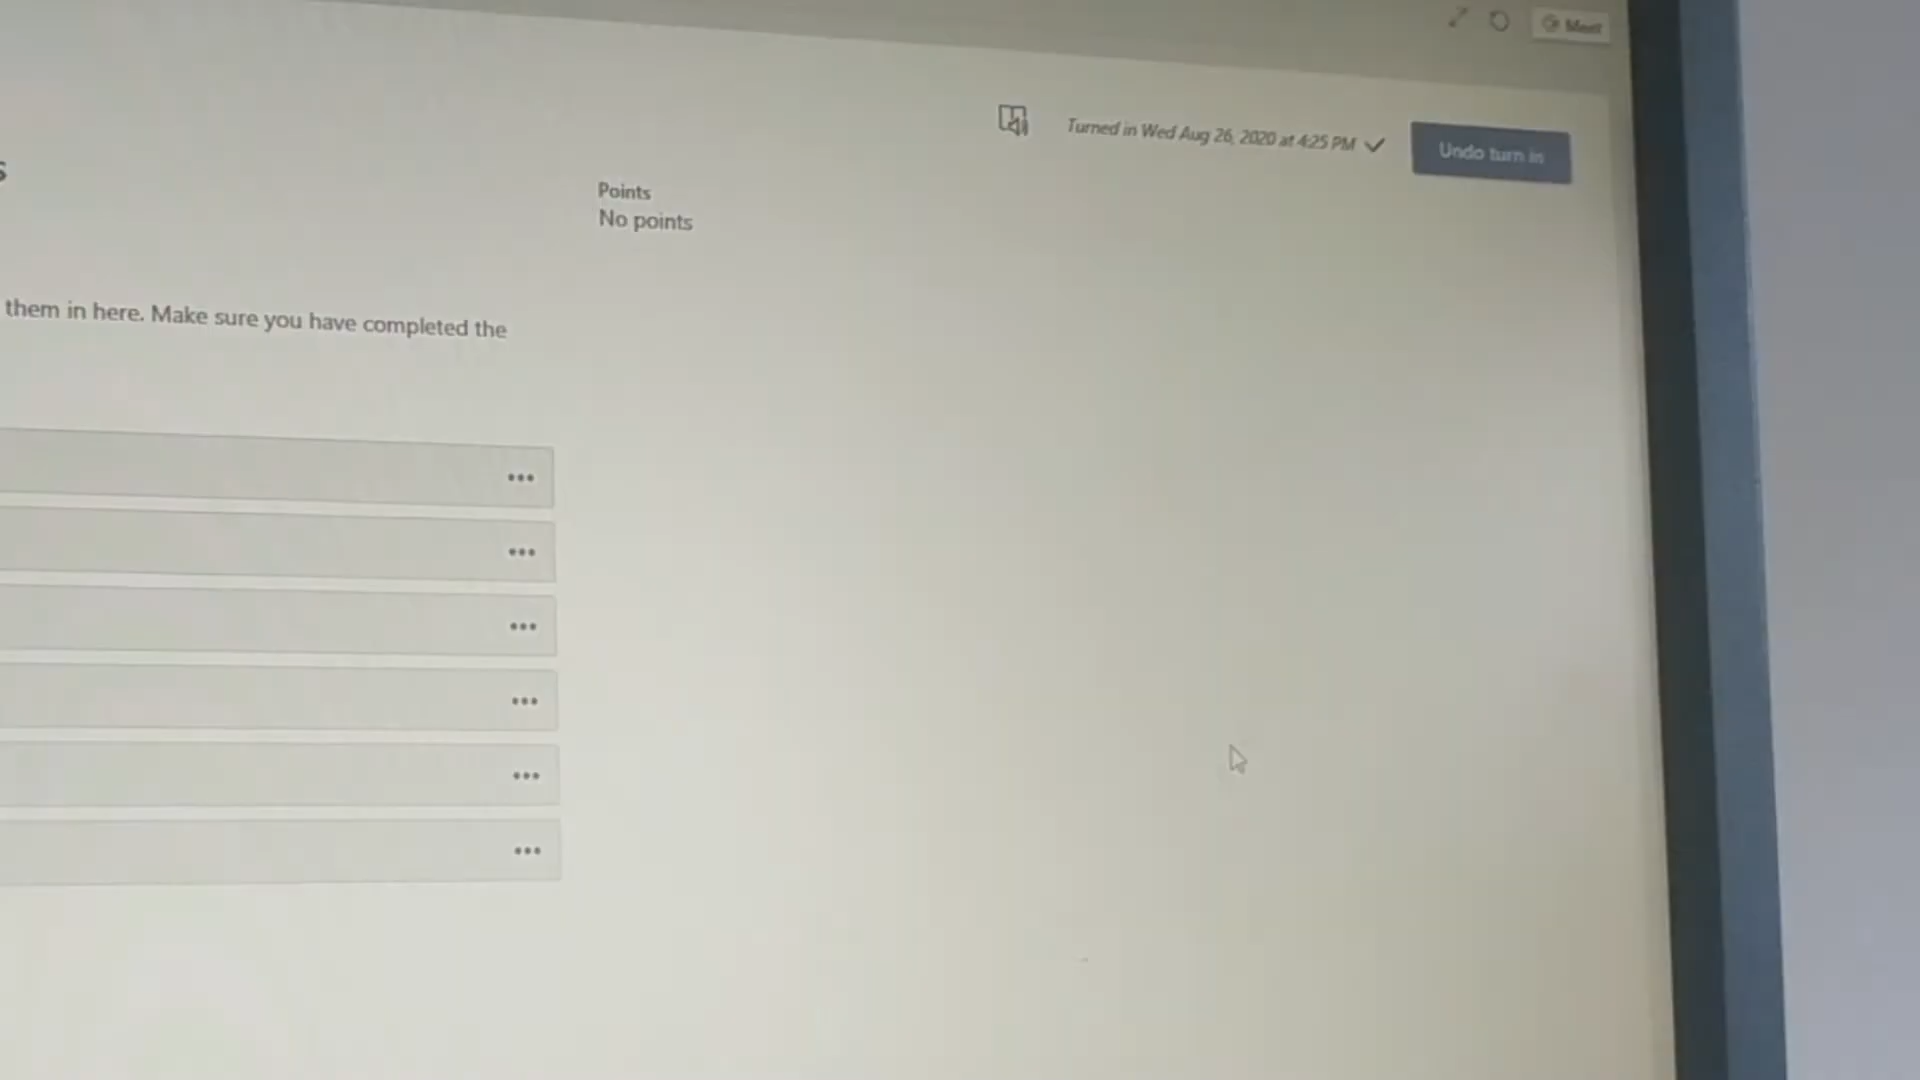 Meet
Turned in Wed Aug 26, 2020 at 4:25 PM
Undo turn in
s
Points
No points
them in here. Make sure you have completed the